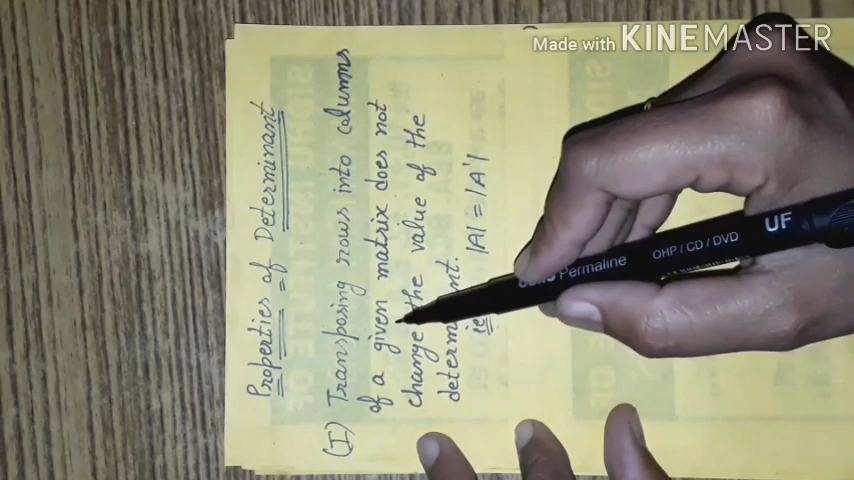 Made with KINEMASTER
Properties of Determinant
(I) Transposing rows into columns
of a given matrix does not
change the value of the
ie |A| = |A'|
Permaline OHP / CD / DVD UF